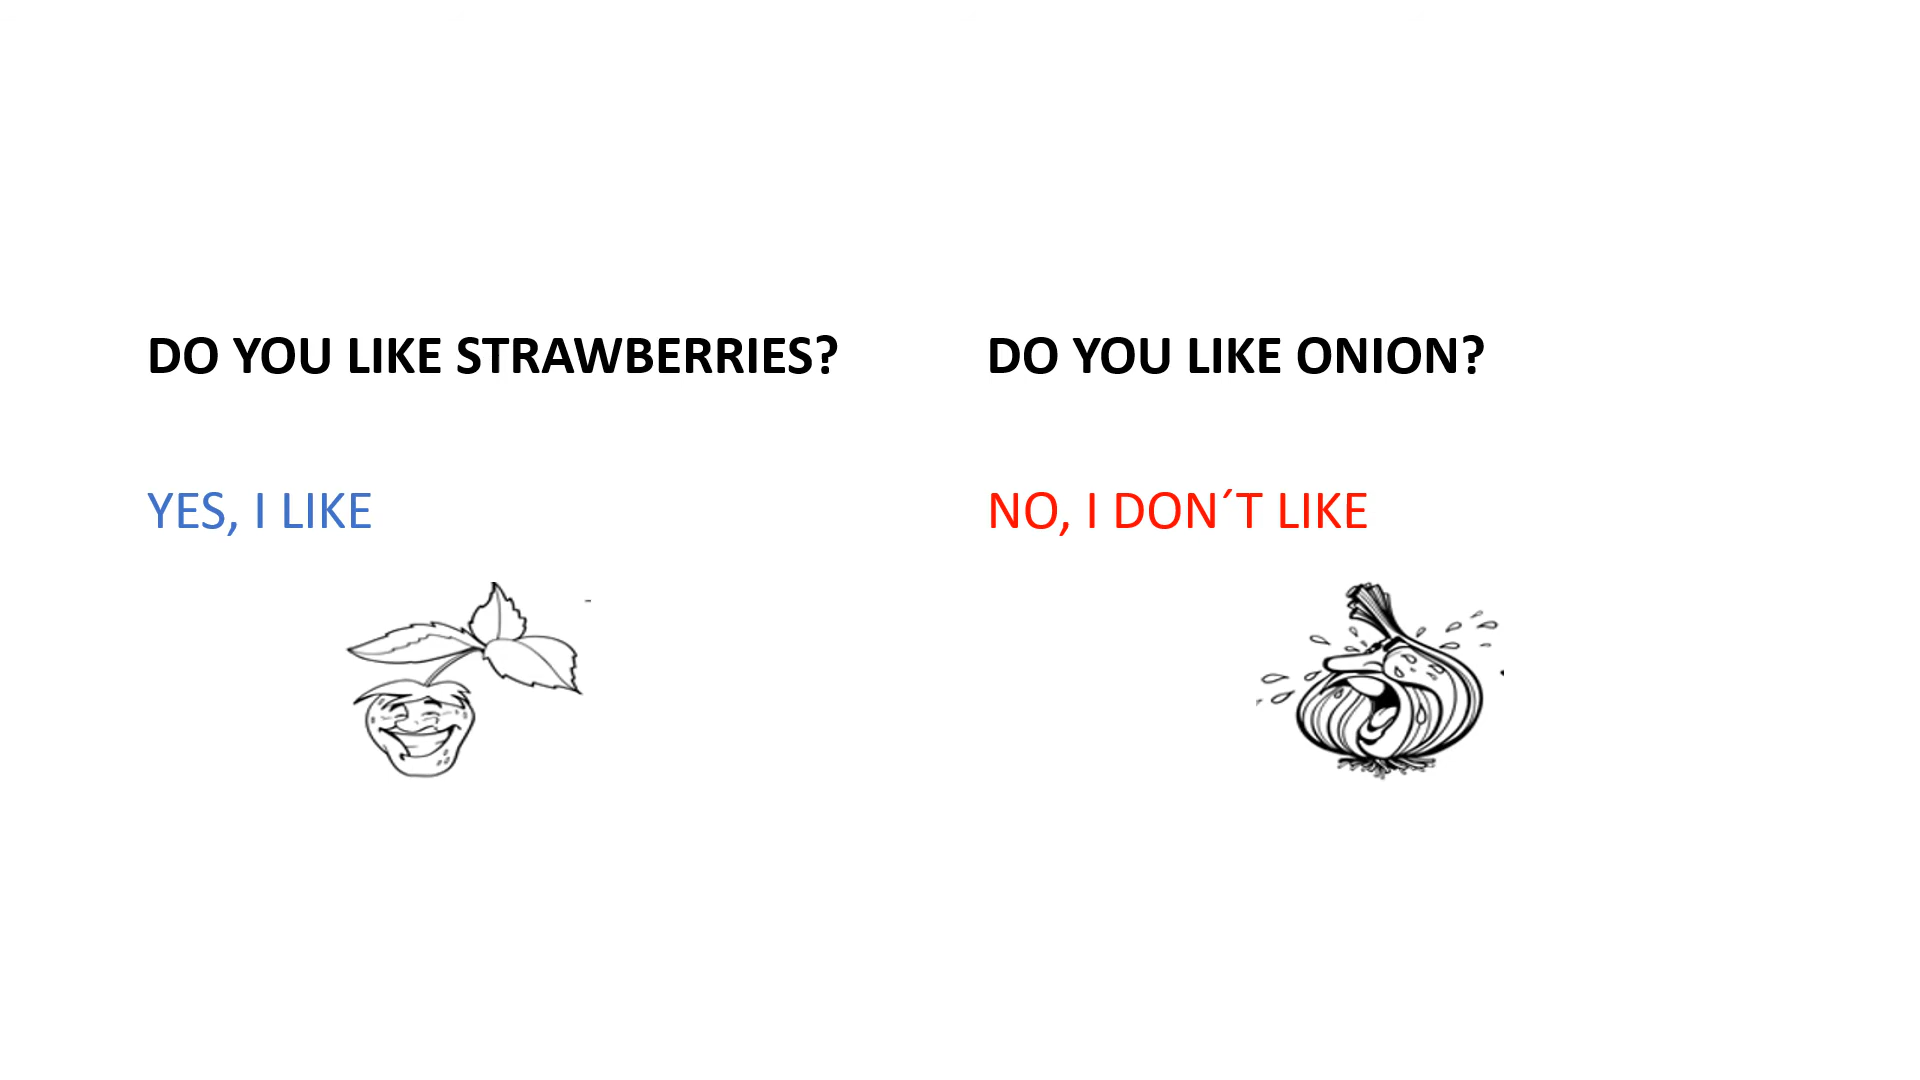 DO YOU LIKE STRAWBERRIES?
YES, I LIKE
DO YOU LIKE ONION?
NO, I DON´T LIKE